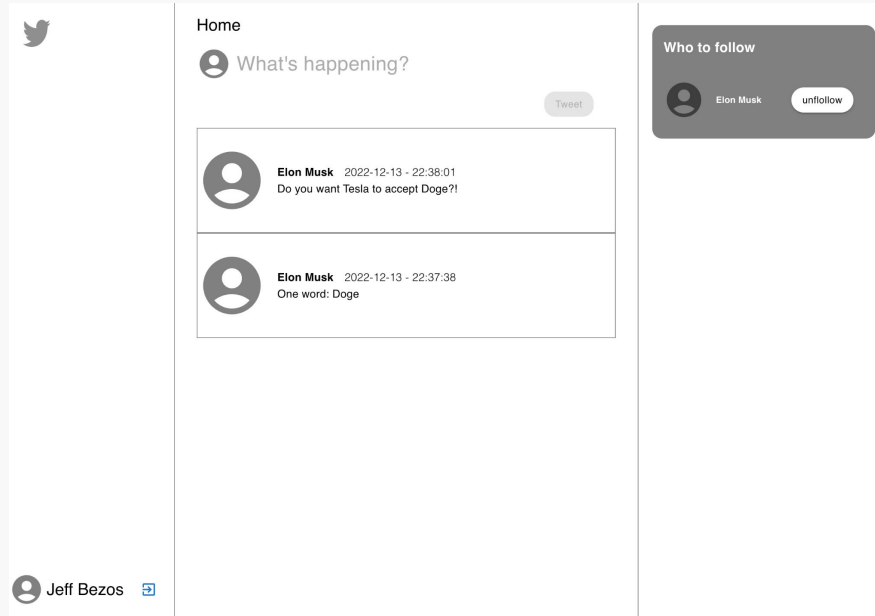 Home
What's happening?
Tweet
Elon Musk 2022-12-13 - 22:38:01
Do you want Tesla to accept Doge?!
Elon Musk 2022-12-13 - 22:37:38
One word: Doge
Who to follow
Elon Musk unflollow
Jeff Bezos